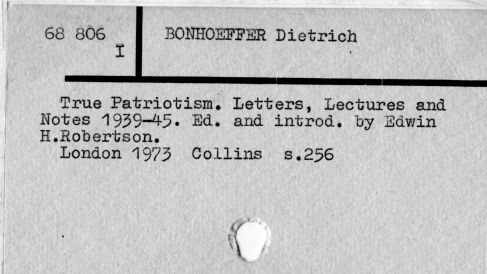 68 806
I
BONHOEFFER Dietrich
True Patriotism. Letters, Lectures and
Notes 1939-45. Ed. and introd. by Edwin
H.Robertson.
London 1973 Collins s.256